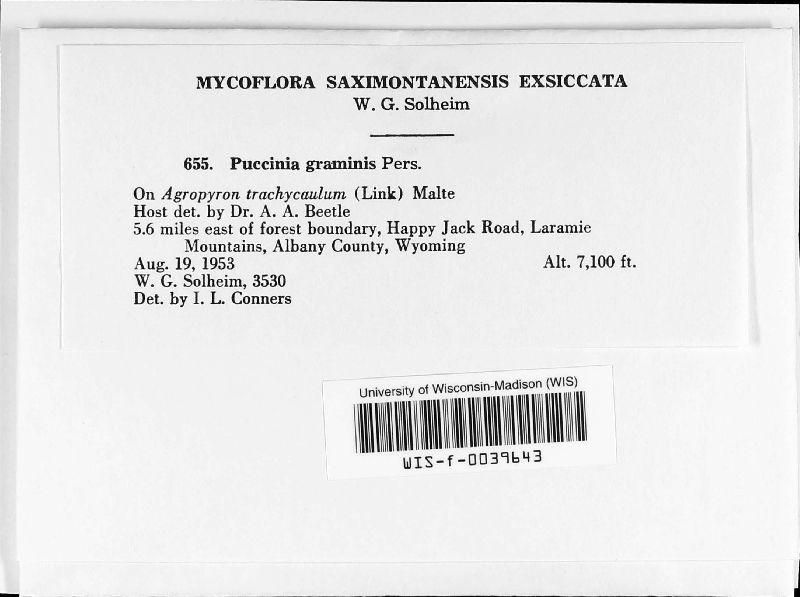 MYCOFLORA SAXIMONTANENSIS EXSICCATA
W. G. Solheim
655. Puccinia graminis Pers.
On Agropyron trachycaulum (Link) Malte
Host det. by Dr. A. A. Beetle
5.6 miles east of forest boundary, Happy Jack Road, Laramie
Mountains, Albany County, Wyoming
Aug. 19, 1953 Alt. 7,100 ft.
W. G. Solheim, 3530
Det. by I. L. Conners
University of Wisconsin-Madison (WIS)
WIS-f-0039643